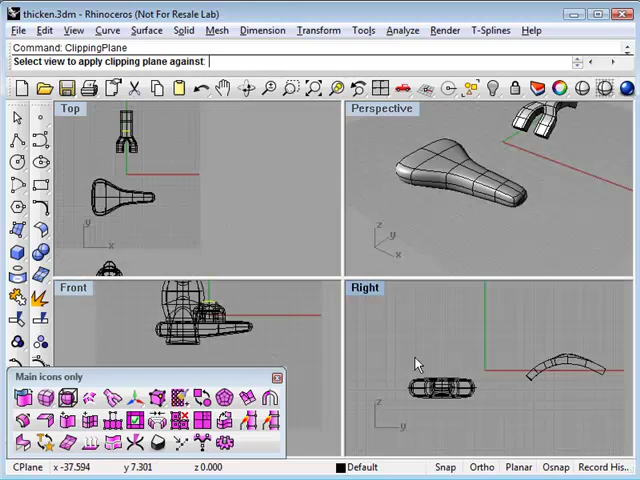 thicken.3dm - Rhinoceros (Not For Resale Lab)
File Edit View Curve Surface Solid Mesh Dimension Transform Tools Analyze Render T-Splines Help
Command: ClippingPlane
Select view to apply clipping plane against:
Top
Perspective
y
x
z
y
x
Front
Right
z
y
Main icons only
CPlane x -37.594 y 7.301 z 0.000 Default Snap Ortho Planar Osnap Record His...